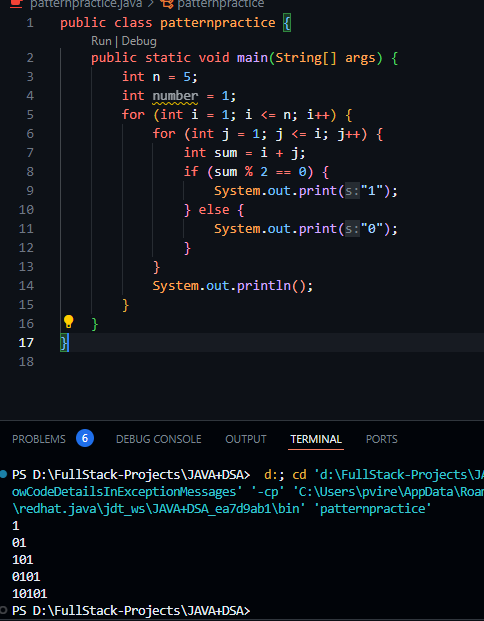 patternpractice.java > patternpractice
1 public class patternpractice {
Run | Debug
2 public static void main(String[] args) {
3 int n = 5;
4 int number = 1;
5 for (int i = 1; i <= n; i++) {
6 for (int j = 1; j <= i; j++) {
7 int sum = i + j;
8 if (sum % 2 == 0) {
9 System.out.print(s:"1");
10 } else {
11 System.out.print(s:"0");
12 }
13 }
14 System.out.println();
15 }
16 }
17 }
18
PROBLEMS 6 DEBUG CONSOLE OUTPUT TERMINAL PORTS
PS D:\FullStack-Projects\JAVA+DSA> d:; cd 'd:\FullStack-Projects\JAVA
owCodeDetailsInExceptionMessages' '-cp' 'C:\Users\pvire\AppData\Roam
\redhat.java\jdt_ws\JAVA+DSA_ea7d9ab1\bin' 'patternpractice'
1
01
101
0101
10101
PS D:\FullStack-Projects\JAVA+DSA>